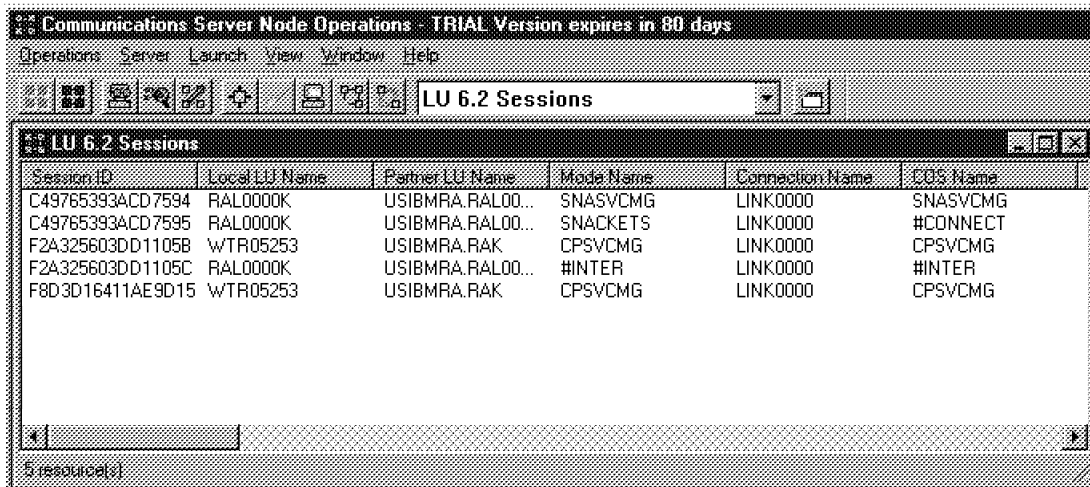 Communications Server Node Operations - TRIAL Version expires in 80 days
Operations Server Launch View Window Help
LU 6.2 Sessions
LU 6.2 Sessions
Session ID Local LU Name Partner LU Name Mode Name Connection Name COS Name
C49765393ACD7594 RAL0000K USIBMRA.RAL00... SNASVCMG LINK0000 SNASVCMG
C49765393ACD7595 RAL0000K USIBMRA.RAL00... SNACKETS LINK0000 #CONNECT
F2A325603DD1105B WTR05253 USIBMRA.RAK CPSVCMG LINK0000 CPSVCMG
F2A325603DD1105C RAL0000K USIBMRA.RAL00... #INTER LINK0000 #INTER
F8D3D16411AE9D15 WTR05253 USIBMRA.RAK CPSVCMG LINK0000 CPSVCMG
5 resource(s)